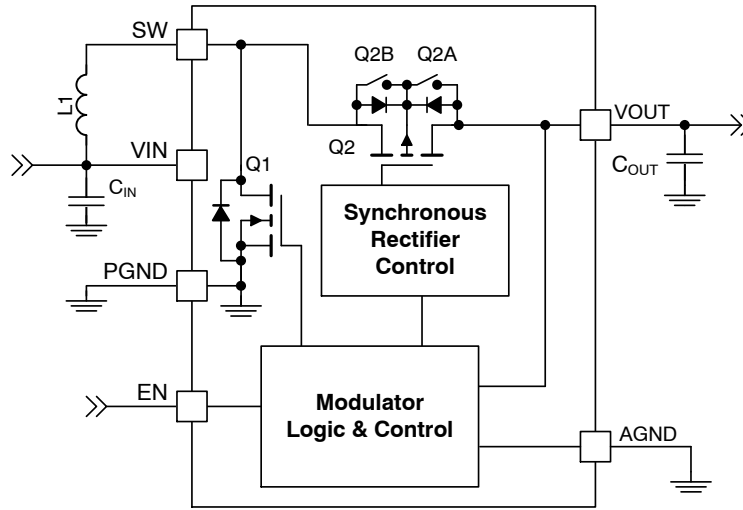 SW
Q2B
Q2A
L1
VOUT
Q2
VIN
Q1
CIN
COUT
Synchronous
Rectifier
Control
PGND
EN
Modulator
Logic & Control
AGND